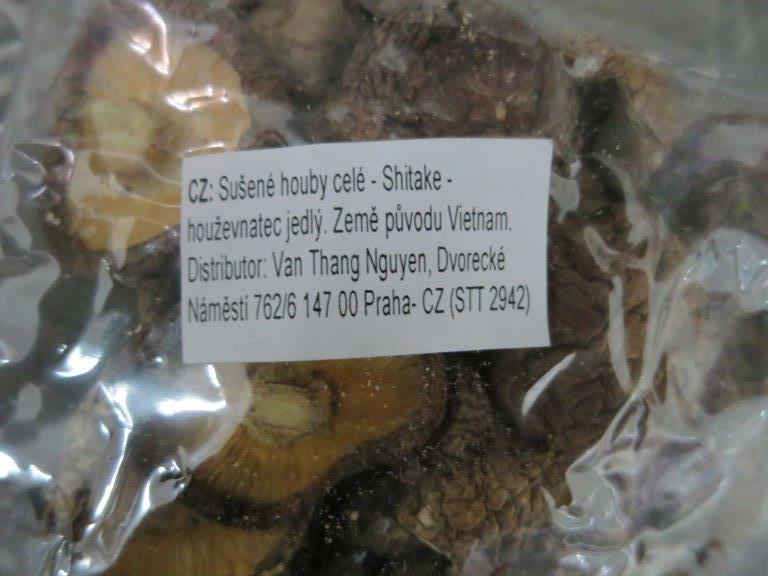 CZ: Sušené houby celé - Shitake -
houževnatec jedlý. Země původu Vietnam.
Distributor: Van Thang Nguyen, Dvorecké
Náměstí 762/6 147 00 Praha- CZ (STT 2942)